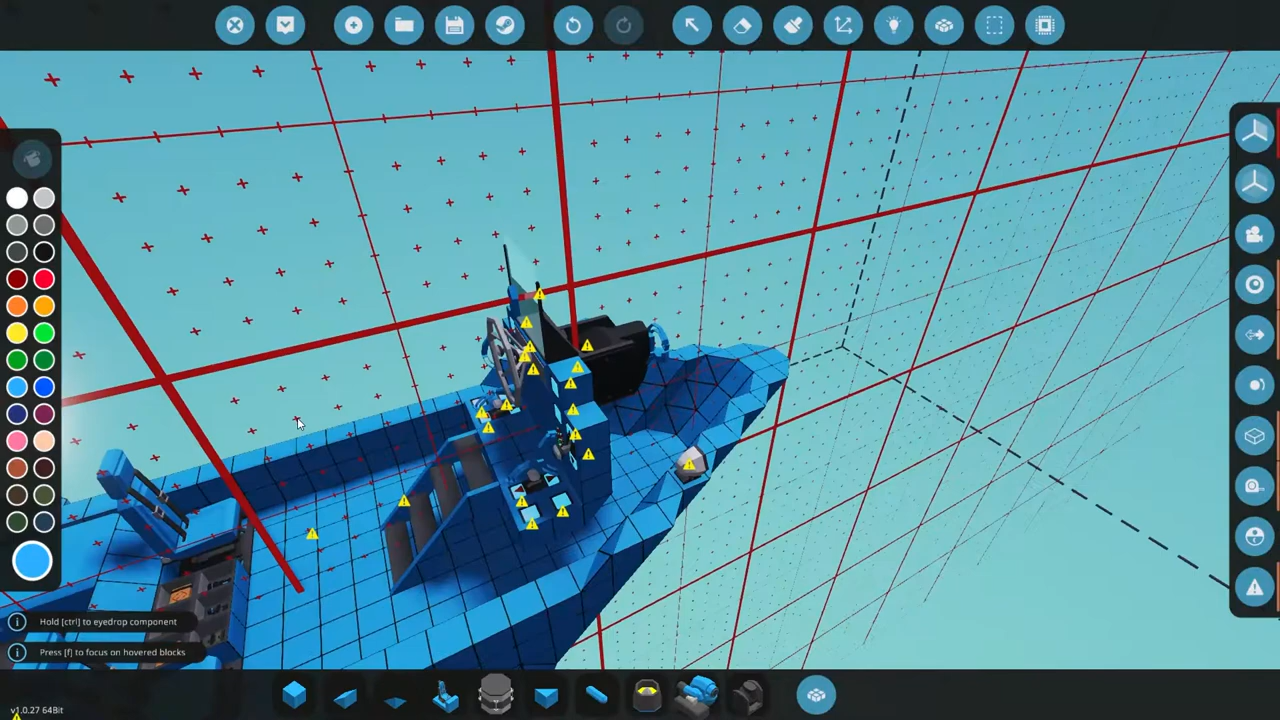 Hold [ctrl] to eyedrop component
Press [f] to focus on hovered blocks
v1.0.27 64Bit